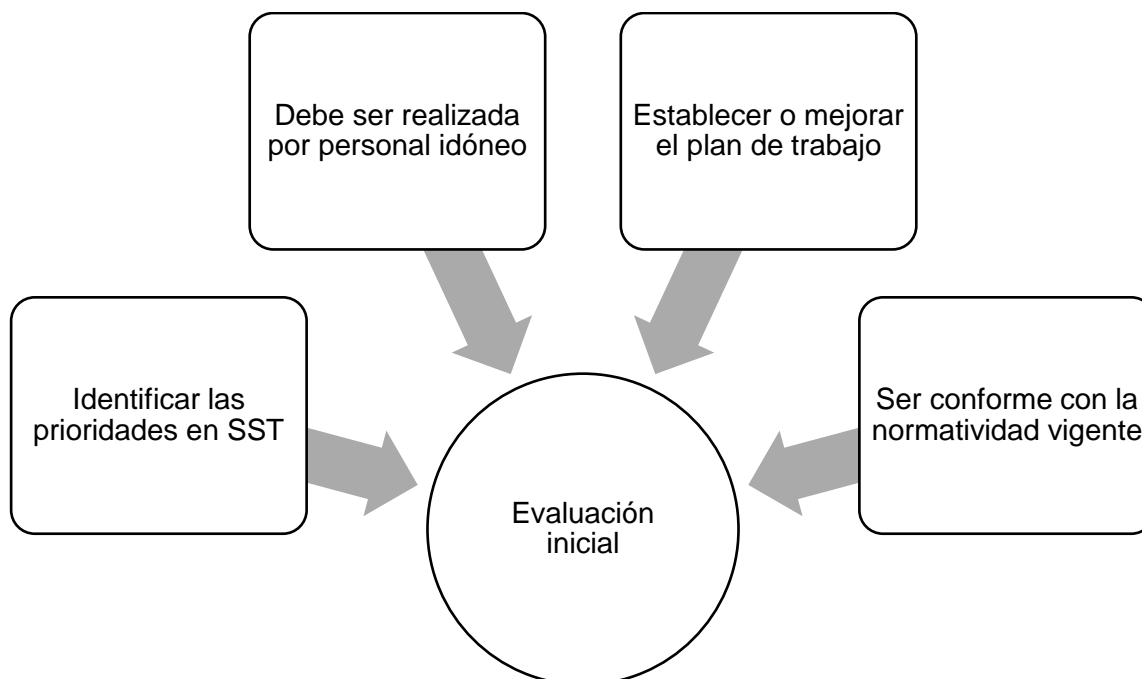 Debe ser realizada
por personal idóneo
Establecer o mejorar
el plan de trabajo
Identificar las
prioridades en SST
Ser conforme con la
normatividad vigente
Evaluación
inicial